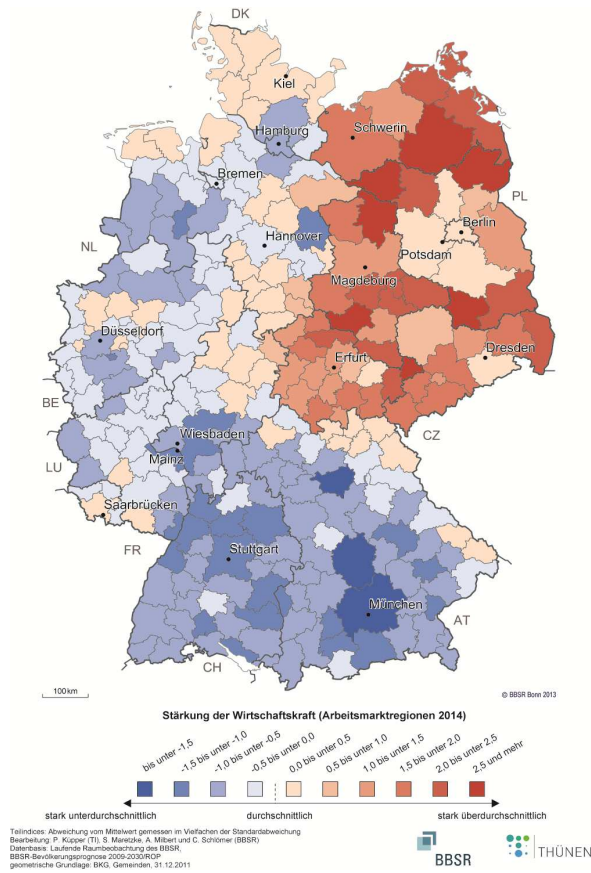 DK
Kiel
Hamburg
Schwerin
Bremen
PL
Berlin
NL
Hannover
Potsdam
Magdeburg
Düsseldorf
Erfurt
Dresden
BE
Wiesbaden
CZ
LU
Mainz
Saarbrücken
FR
Stuttgart
München
AT
CH
100 km
© BBSR Bonn 2013
Stärkung der Wirtschaftskraft (Arbeitsmarktregionen 2014)
bis unter -1,5
-1,5 bis unter -1,0
-1,0 bis unter -0,5
-0,5 bis unter 0,0
0,0 bis unter 0,5
0,5 bis unter 1,0
1,0 bis unter 1,5
1,5 bis unter 2,0
2,0 bis unter 2,5
2,5 und mehr
stark unterdurchschnittlich
durchschnittlich
stark überdurchschnittlich
Teilindices: Abweichung vom Mittelwert gemessen im Vielfachen der Standardabweichung
Bearbeitung: P. Küpper (TI), S. Maretzke, A. Milbert und C. Schlömer (BBSR)
Datenbasis: Laufende Raumbeobachtung des BBSR,
BBSR-Bevölkerungsprognose 2009-2030/ROP
geometrische Grundlage: BKG, Gemeinden, 31.12.2011
BBSR
THÜNEN